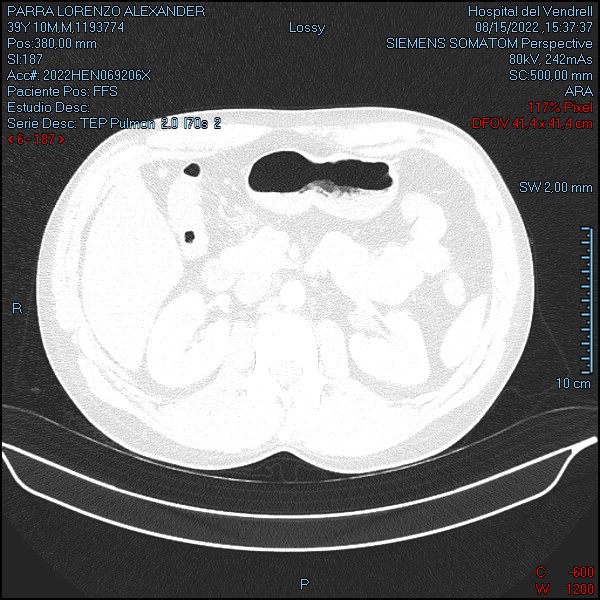 PARRA LORENZO ALEXANDER
39Y 10M,M,1193774
Pos:380,00 mm
SI:187
Acc#: 2022HEN069206X
Paciente Pos: FFS
Estudio Desc:
Serie Desc: TEP Pulmon 2.0 I70s 2
< 6 - 187 >
Lossy
Hospital del Vendrell
08/15/2022 ,15:37:37
SIEMENS SOMATOM Perspective
80kV, 242mAs
SC:500,00 mm
ARA
117% Pixel
DFOV 41,4 x 41,4 cm
SW 2,00 mm
R
10 cm
P
C -600
W 1200